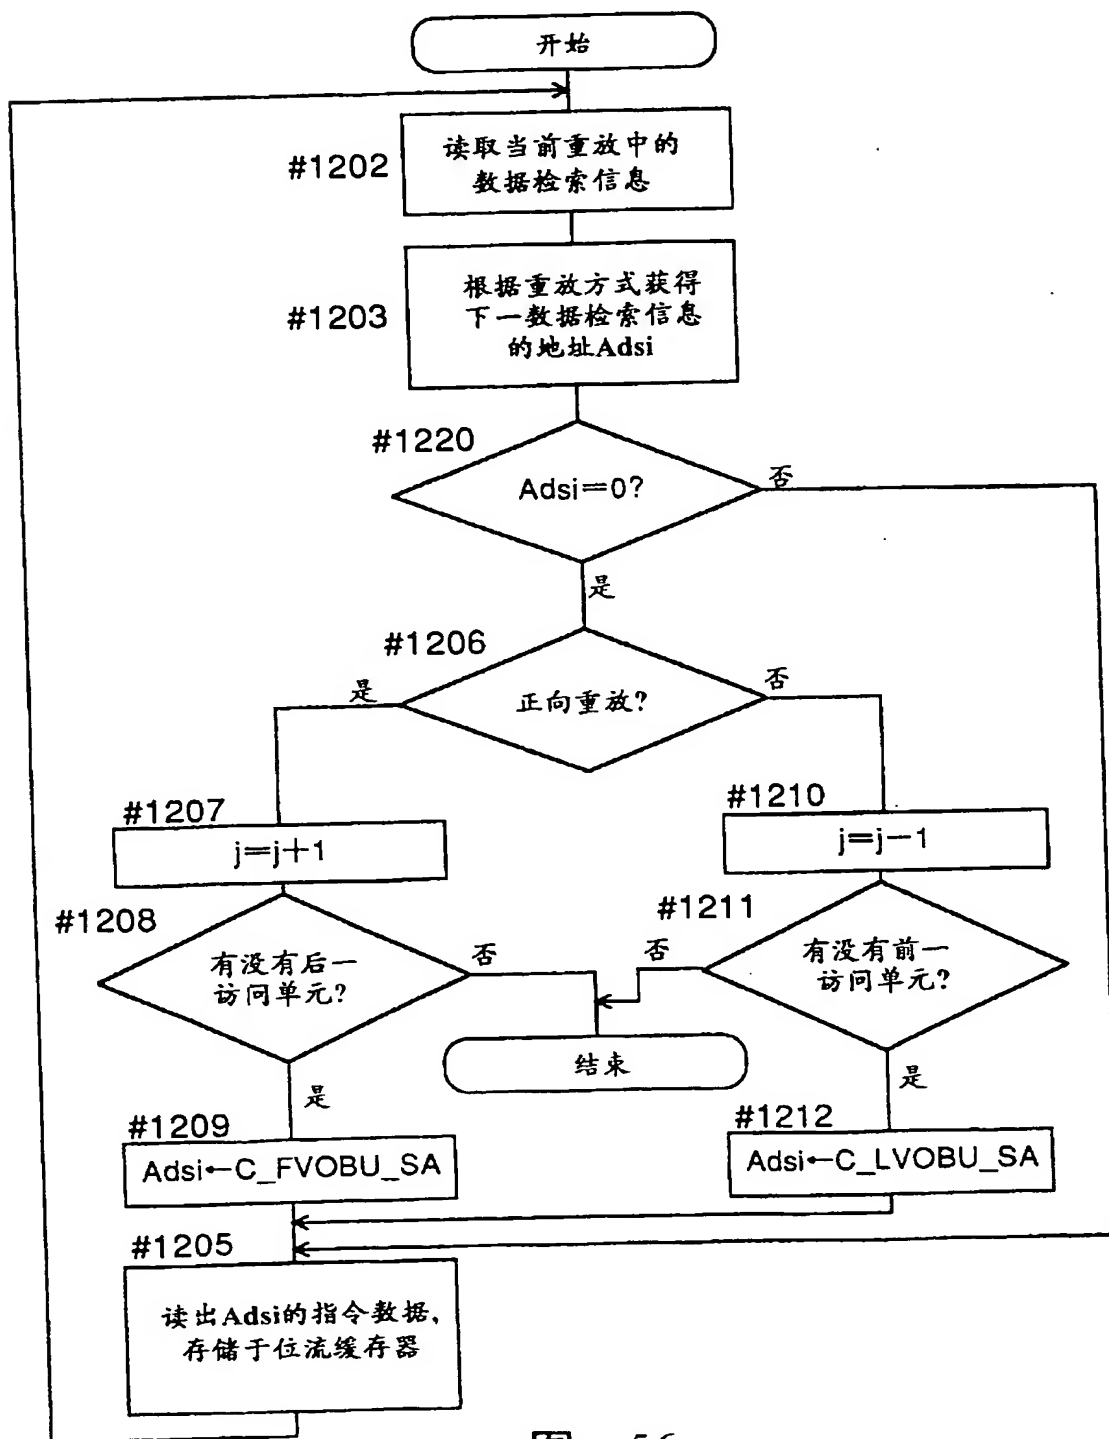 开始
#1202
读取当前重放中的
数据检索信息
#1203
根据重放方式获得
下一数据检索信息
的地址Adsi
#1220
Adsi=0?
否
是
#1206
正向重放?
是
否
#1207
j=j+1
#1210
j=j-1
#1208
有没有后一
访问单元?
否
#1211
有没有前一
访问单元?
否
结束
是
是
#1209
Adsi←C_FVOBU_SA
#1212
Adsi←C_LVOBU_SA
#1205
读出Adsi的指令数据,
存储于位流缓存器
图 56